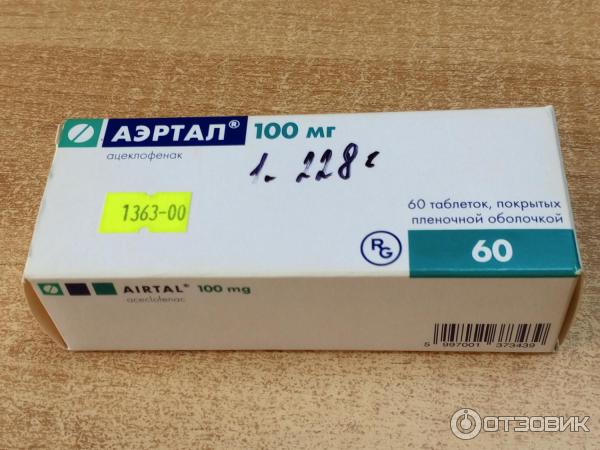 АЭРТАЛ® 100 мг
ацеклофенак
1. 228
1363-00
60 таблеток, покрытых
пленочной оболочкой
RG
60
AIRTAL® 100 mg
aceclofenac
5 997001 373439
ОТЗОВИК